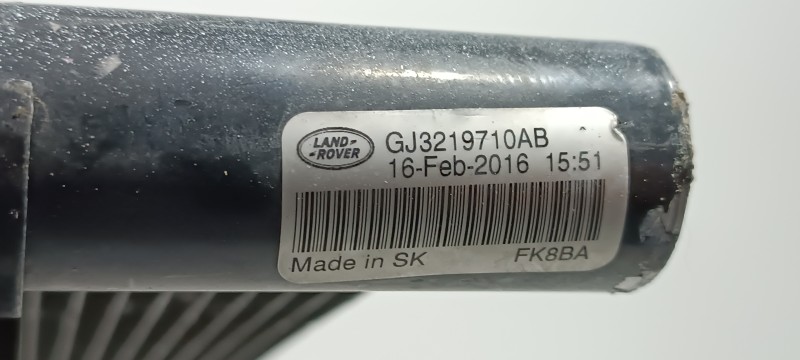 LAND-
-ROVER
GJ3219710AB
16-Feb-2016 15:51
Made in SK FK8BA